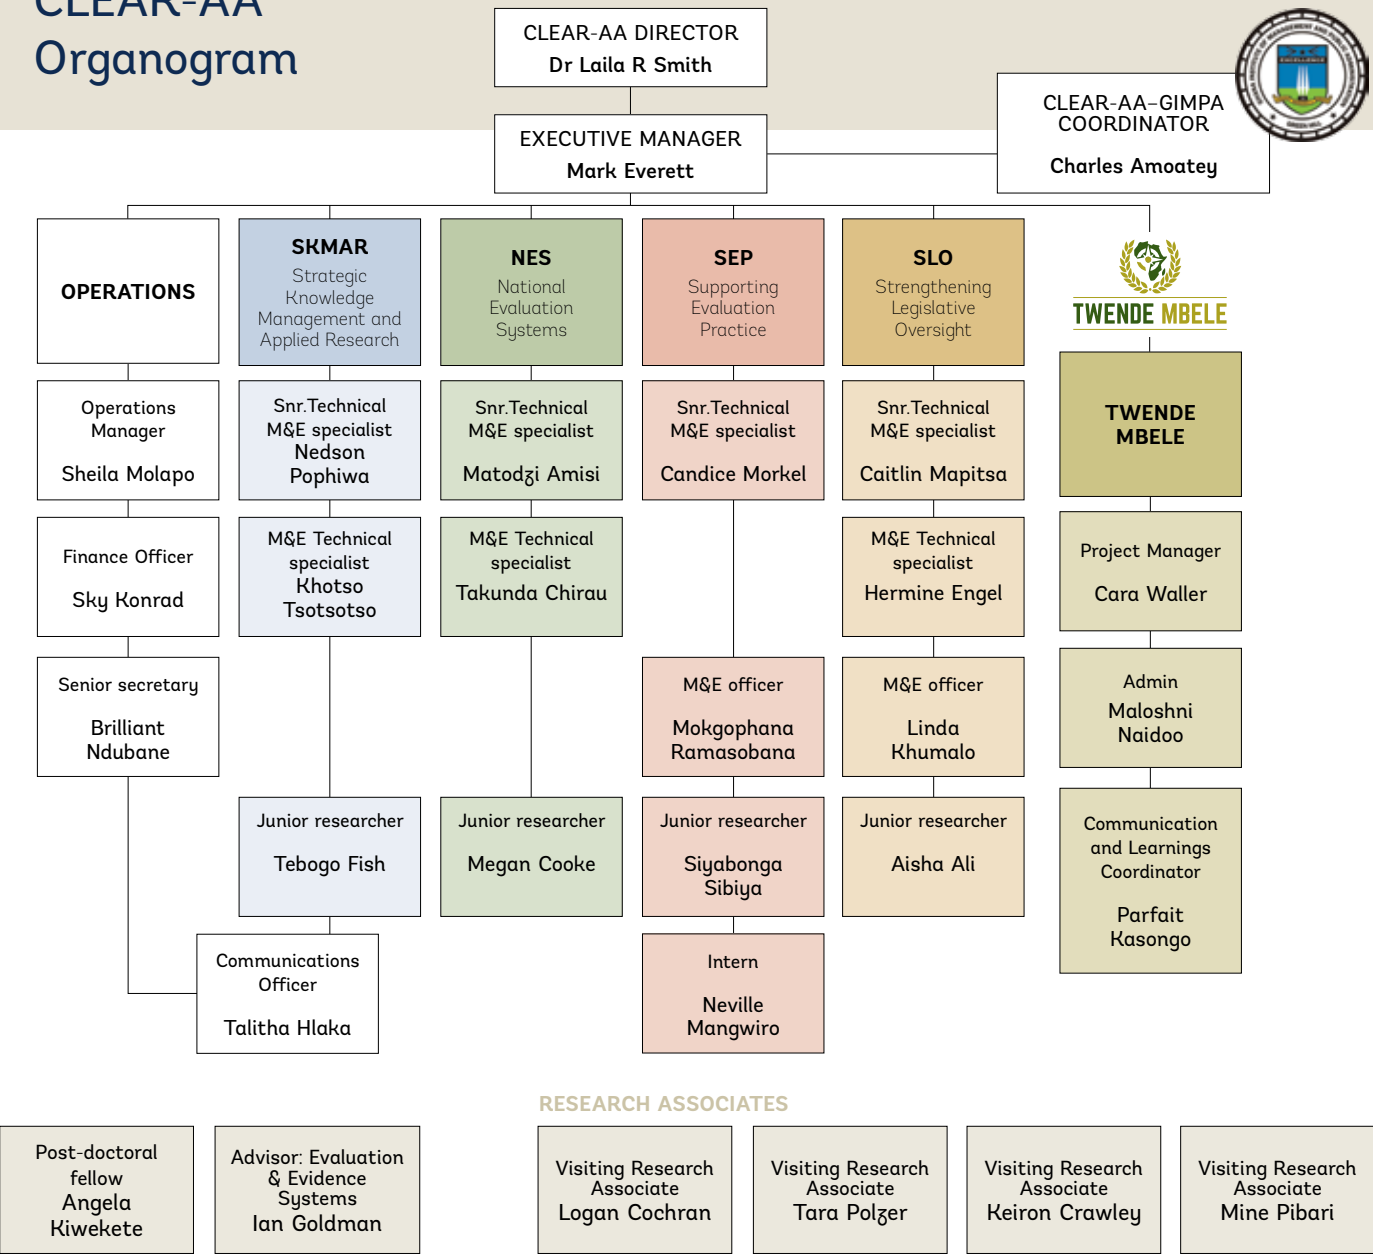 CLEAR-AA
Organogram
CLEAR-AA DIRECTOR
Dr Laila R Smith
EXECUTIVE MANAGER
Mark Everett
CLEAR-AA–GIMPA
COORDINATOR
Charles Amoatey
OPERATIONS
Operations
Manager
Sheila Molapo
Finance Officer
Sky Konrad
Senior secretary
Brilliant
Ndubane
SKMAR
Strategic
Knowledge
Management and
Applied Research
Snr.Technical
M&E specialist
Nedson
Pophiwa
M&E Technical
specialist
Khotso
Tsotsotso
Junior researcher
Tebogo Fish
Communications
Officer
Talitha Hlaka
NES
National
Evaluation
Systems
Snr.Technical
M&E specialist
Matodzi Amisi
M&E Technical
specialist
Takunda Chirau
Junior researcher
Megan Cooke
SEP
Supporting
Evaluation
Practice
Snr.Technical
M&E specialist
Candice Morkel
M&E officer
Mokgophana
Ramasobana
Junior researcher
Siyabonga
Sibiya
Intern
Neville
Mangwiro
SLO
Strengthening
Legislative
Oversight
Snr.Technical
M&E specialist
Caitlin Mapitsa
M&E Technical
specialist
Hermine Engel
M&E officer
Linda
Khumalo
Junior researcher
Aisha Ali
TWENDE MBELE
TWENDE
MBELE
Project Manager
Cara Waller
Admin
Maloshni
Naidoo
Communication
and Learnings
Coordinator
Parfait
Kasongo
RESEARCH ASSOCIATES
Post-doctoral
fellow
Angela
Kiwekete
Advisor: Evaluation
& Evidence
Systems
Ian Goldman
Visiting Research
Associate
Logan Cochran
Visiting Research
Associate
Tara Polzer
Visiting Research
Associate
Keiron Crawley
Visiting Research
Associate
Mine Pibari